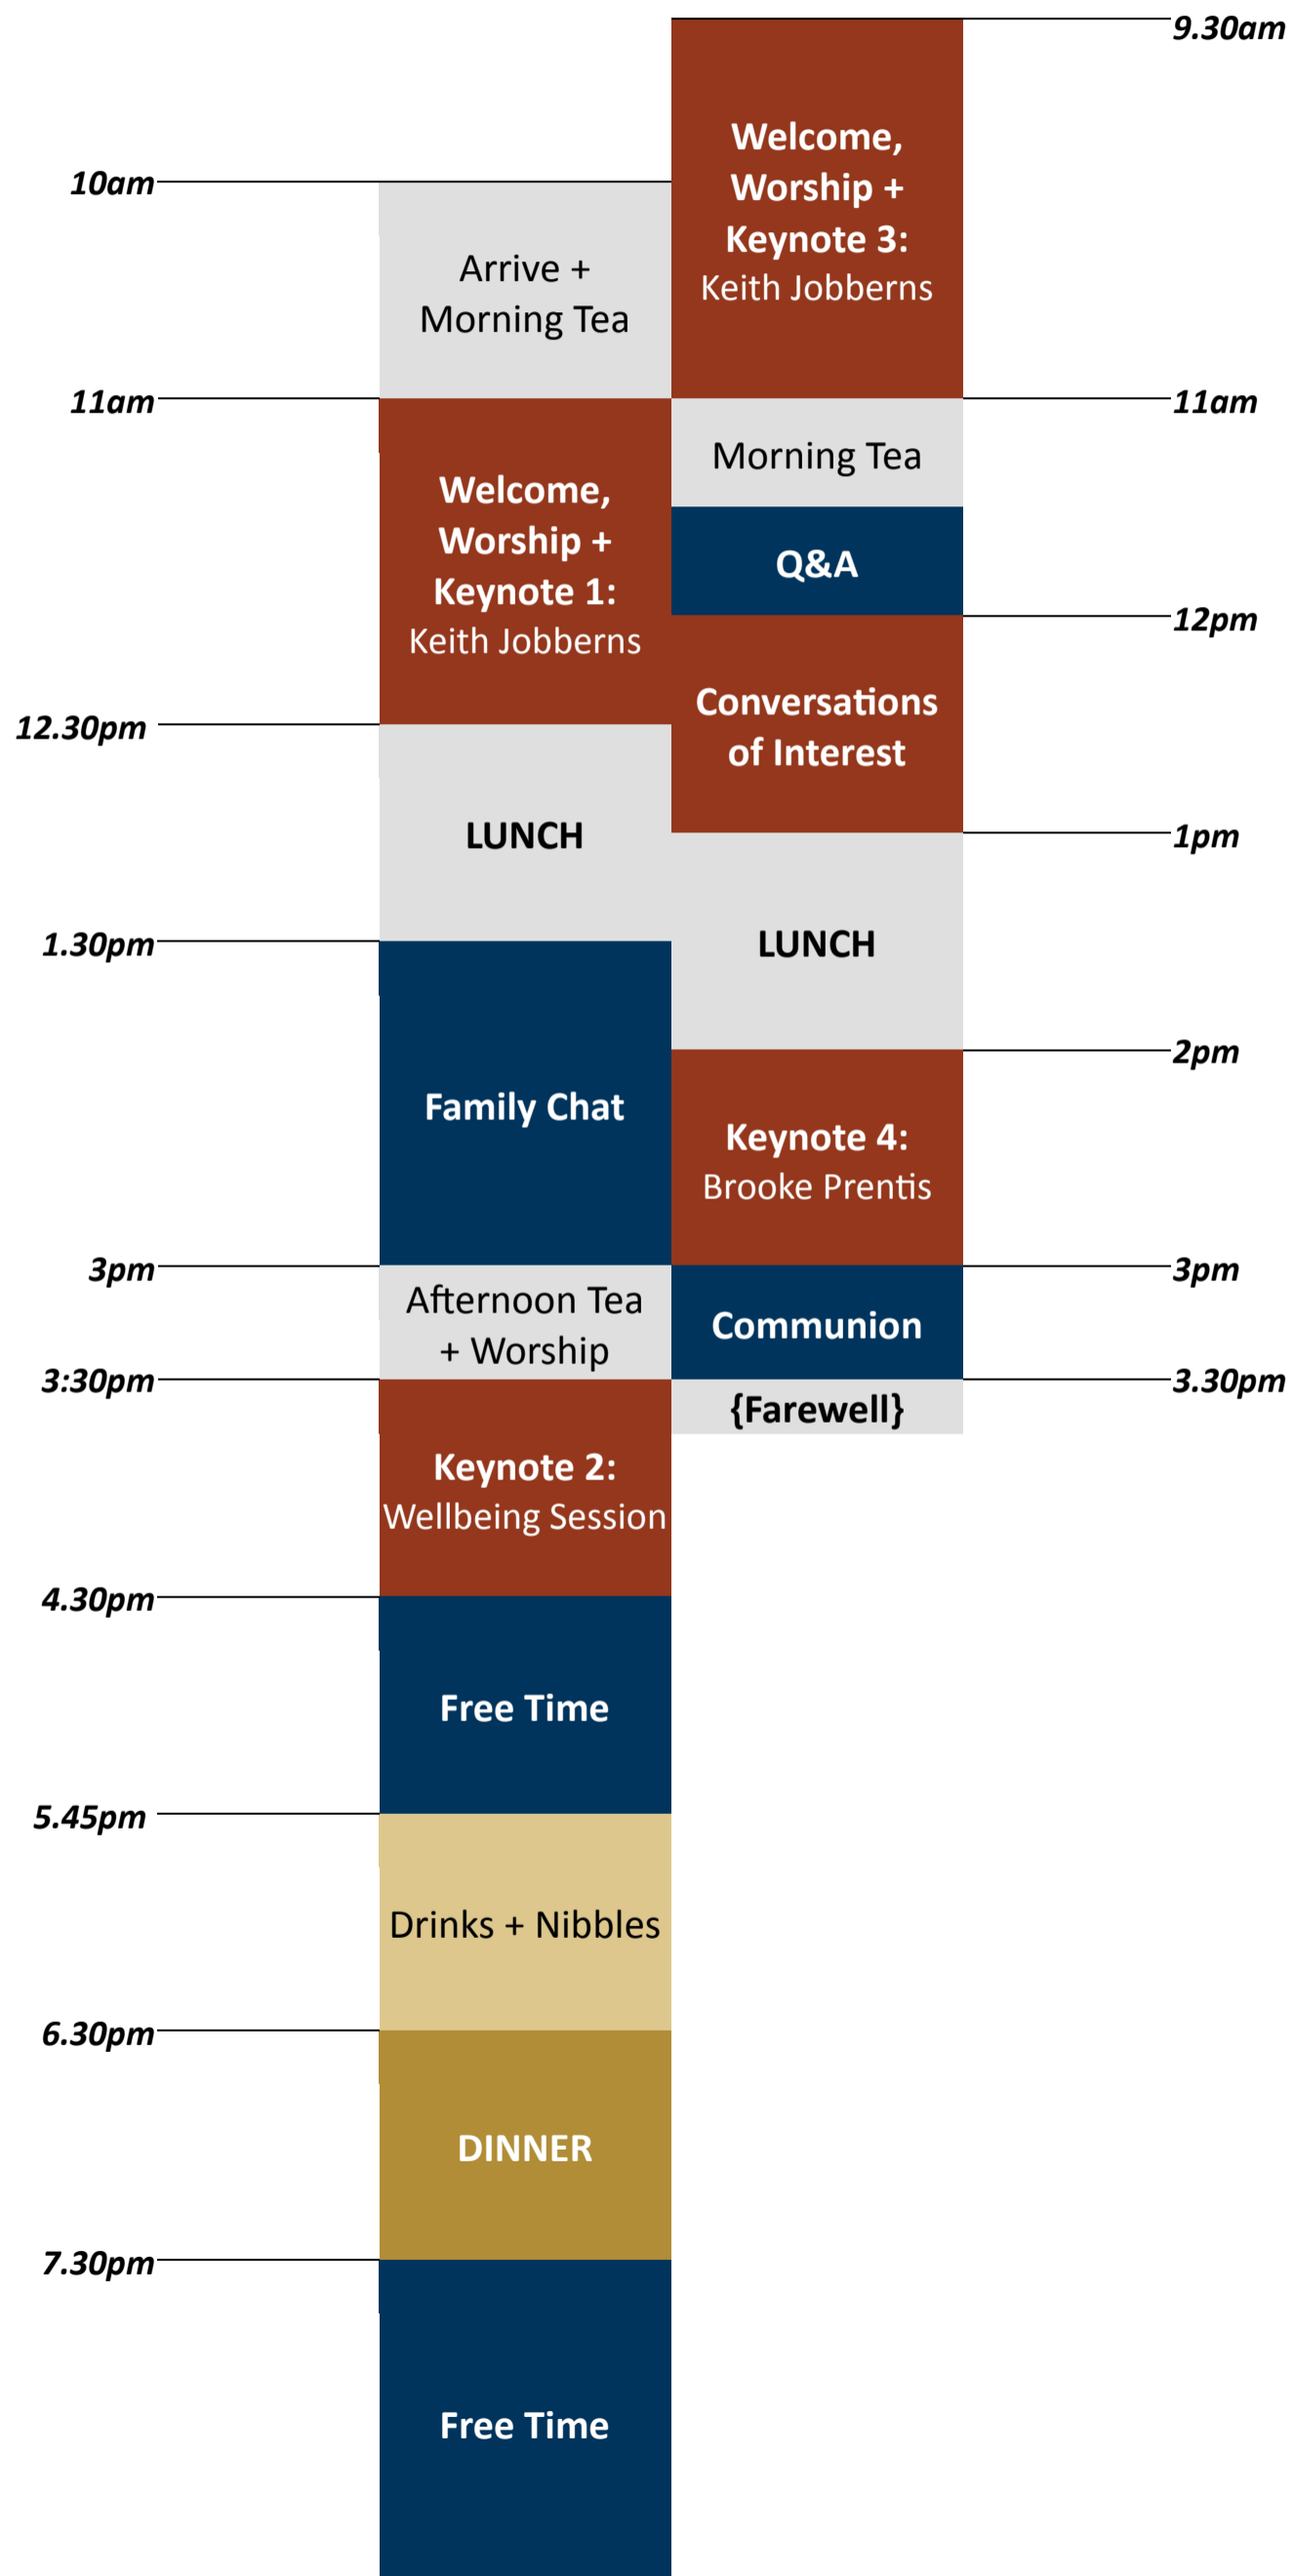 10am
Arrive +
Morning Tea
11am
Welcome,
Worship +
Keynote 1:
Keith Jobberns
12.30pm
LUNCH
1.30pm
Family Chat
3pm
Afternoon Tea
+ Worship
3:30pm
Keynote 2:
Wellbeing Session
4.30pm
Free Time
5.45pm
Drinks + Nibbles
6.30pm
DINNER
7.30pm
Free Time
9.30am
Welcome,
Worship +
Keynote 3:
Keith Jobberns
11am
Morning Tea
Q&A
12pm
Conversations
of Interest
1pm
LUNCH
2pm
Keynote 4:
Brooke Prentis
3pm
Communion
3.30pm
{Farewell}